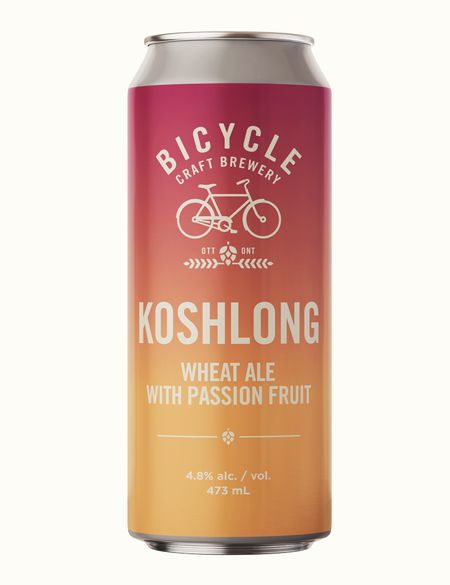 BICYCLE
CRAFT BREWERY
OTT ONT
KOSHLONG
WHEAT ALE
WITH PASSION FRUIT
4.8% alc. / vol.
473 mL